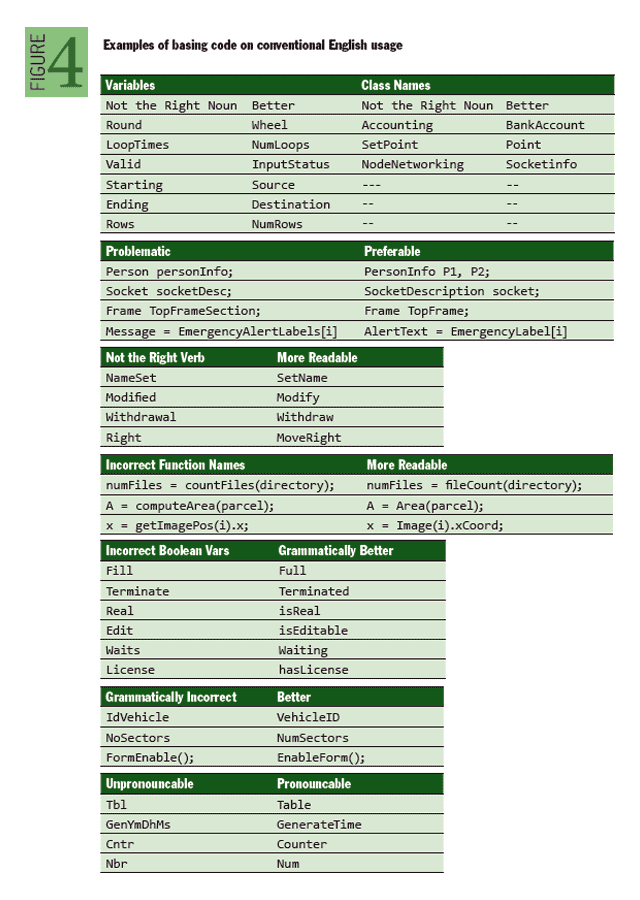 FIGURE 4
Examples of basing code on conventional English usage
Variables Class Names
Not the Right Noun Better Not the Right Noun Better
Round Wheel Accounting BankAccount
LoopTimes NumLoops SetPoint Point
Valid InputStatus NodeNetworking Socketinfo
Starting Source --- --
Ending Destination -- --
Rows NumRows -- --
Problematic Preferable
Person personInfo; PersonInfo P1, P2;
Socket socketDesc; SocketDescription socket;
Frame TopFrameSection; Frame TopFrame;
Message = EmergencyAlertLabels[i] AlertText = EmergencyLabel[i]
Not the Right Verb More Readable
NameSet SetName
Modified Modify
Withdrawal Withdraw
Right MoveRight
Incorrect Function Names More Readable
numFiles = countFiles(directory); numFiles = fileCount(directory);
A = computeArea(parcel); A = Area(parcel);
x = getImagePos(i).x; x = Image(i).xCoord;
Incorrect Boolean Vars Grammatically Better
Fill Full
Terminate Terminated
Real isReal
Edit isEditable
Waits Waiting
License hasLicense
Grammatically Incorrect Better
IdVehicle VehicleID
NoSectors NumSectors
FormEnable(); EnableForm();
Unpronouncable Pronouncable
Tbl Table
GenYmDhMs GenerateTime
Cntr Counter
Nbr Num